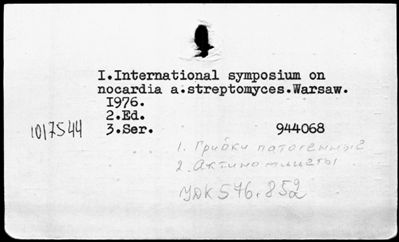 I.International symposium on
nocardia a.streptomyces.Warsaw.
I976.
2.Ed.
3.Ser. 944068
1017544
1. Грибки патогенные
2. Актиномицеты
УДК 576.852